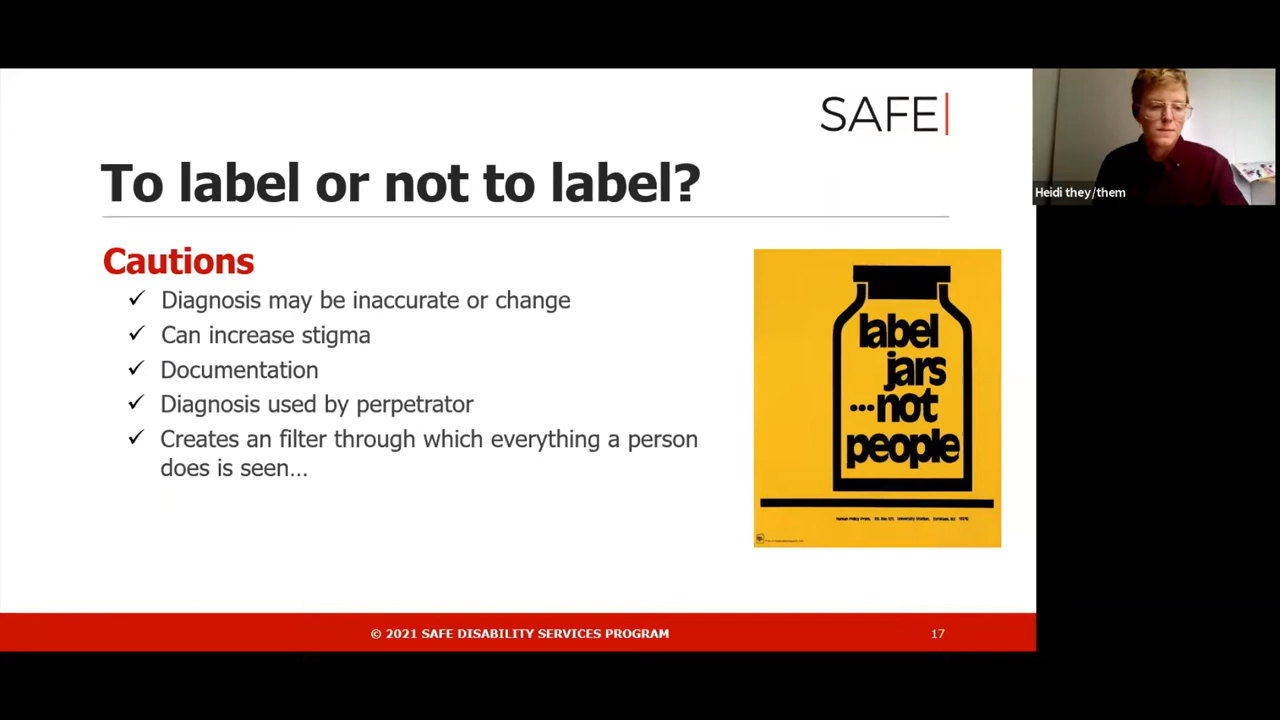 SAFE|
To label or not to label?
Cautions
✓ Diagnosis may be inaccurate or change
✓ Can increase stigma
✓ Documentation
✓ Diagnosis used by perpetrator
✓ Creates an filter through which everything a person
does is seen...
label
jars
...not
people
© 2021 SAFE DISABILITY SERVICES PROGRAM
17
Heidi they/them